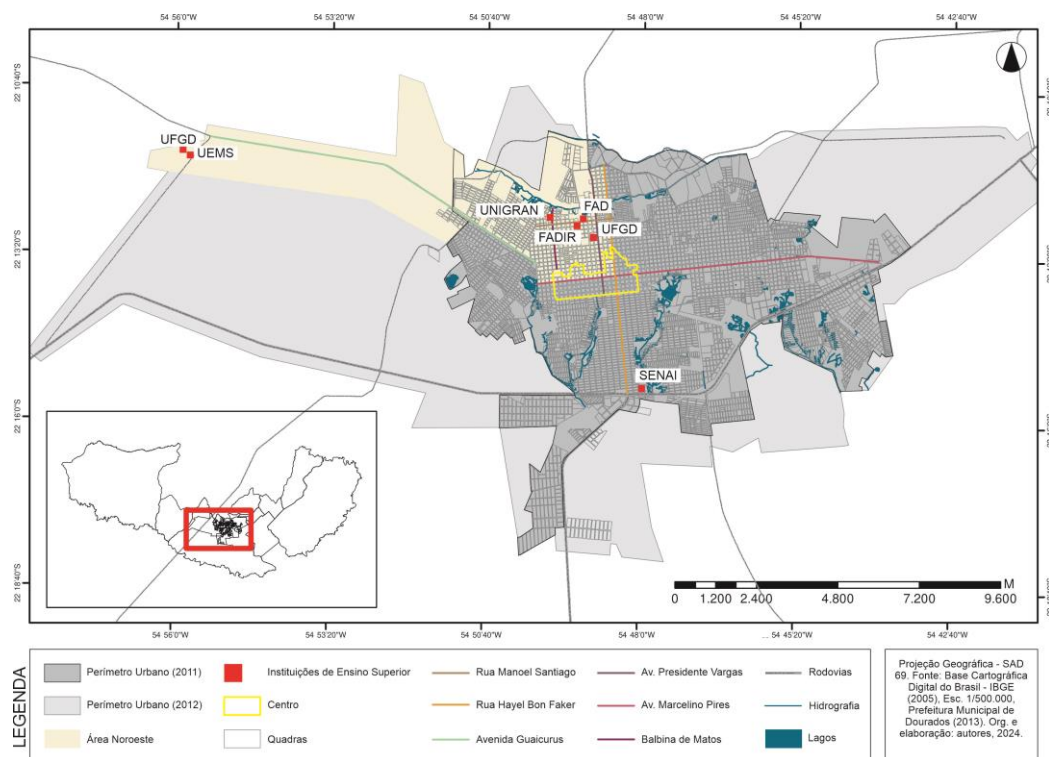 54 56'0"W 54 53'20"W 54 50'40"W 54 48'0"W 54 45'20"W 54 42'40"W
22 10'40"S
22 13'20"S
22 16'0"S
22 18'40"S
UFGD
UEMS
UNIGRAN
FAD
FADIR
UFGD
SENAI
M
0 1.200 2.400 4.800 7.200 9.600
54 56'0"W 54 53'20"W 54 50'40"W 54 48'0"W 54 45'20"W 54 42'40"W
LEGENDA
Perímetro Urbano (2011)
Perímetro Urbano (2012)
Área Noroeste
Instituições de Ensino Superior
Centro
Quadras
Rua Manoel Santiago
Rua Hayel Bon Faker
Avenida Guaicurus
Av. Presidente Vargas
Av. Marcelino Pires
Balbina de Matos
Rodovias
Hidrografia
Lagos
Projeção Geográfica - SAD
69. Fonte: Base Cartográfica
Digital do Brasil - IBGE
(2005), Esc. 1/500.000,
Prefeitura Municipal de
Dourados (2013). Org. e
elaboração: autores, 2024.